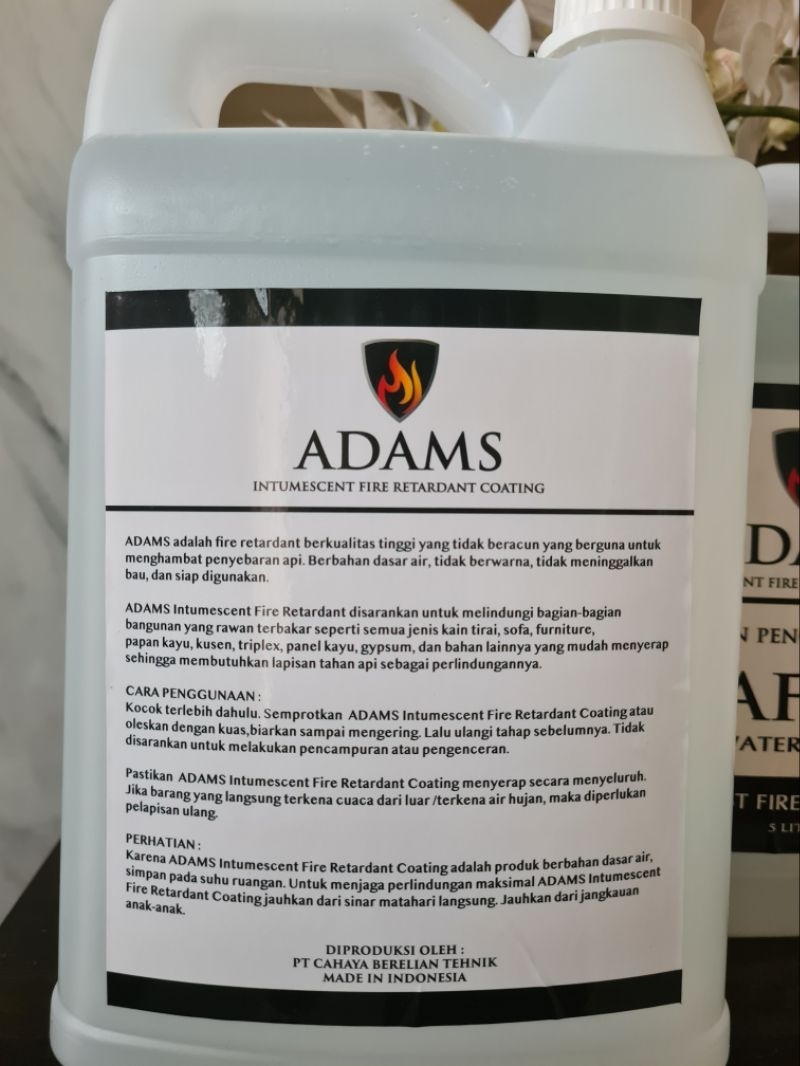 ADAMS
INTUMESCENT FIRE RETARDANT COATING
ADAMS adalah fire retardant berkualitas tinggi yang tidak beracun yang berguna untuk
menghambat penyebaran api. Berbahan dasar air, tidak berwarna, tidak meninggalkan
bau, dan siap digunakan.
ADAMS Intumescent Fire Retardant disarankan untuk melindungi bagian-bagian
bangunan yang rawan terbakar seperti semua jenis kain tirai, sofa, furniture,
papan kayu, kusen, triplex, panel kayu, gypsum, dan bahan lainnya yang mudah menyerap
sehingga membutuhkan lapisan tahan api sebagai perlindungannya.
CARA PENGGUNAAN :
Kocok terlebih dahulu. Semprotkan ADAMS Intumescent Fire Retardant Coating atau
oleskan dengan kuas,biarkan sampai mengering. Lalu ulangi tahap sebelumnya. Tidak
disarankan untuk melakukan pencampuran atau pengenceran.
Pastikan ADAMS Intumescent Fire Retardant Coating menyerap secara menyeluruh.
Jika barang yang langsung terkena cuaca dari luar /terkena air hujan, maka diperlukan
pelapisan ulang.
PERHATIAN :
Karena ADAMS Intumescent Fire Retardant Coating adalah produk berbahan dasar air,
simpan pada suhu ruangan. Untuk menjaga perlindungan maksimal ADAMS Intumescent
Fire Retardant Coating jauhkan dari sinar matahari langsung. Jauhkan dari jangkauan
anak-anak.
DIPRODUKSI OLEH :
PT CAHAYA BERELIAN TEHNIK
MADE IN INDONESIA
FIRE
FIRE
5